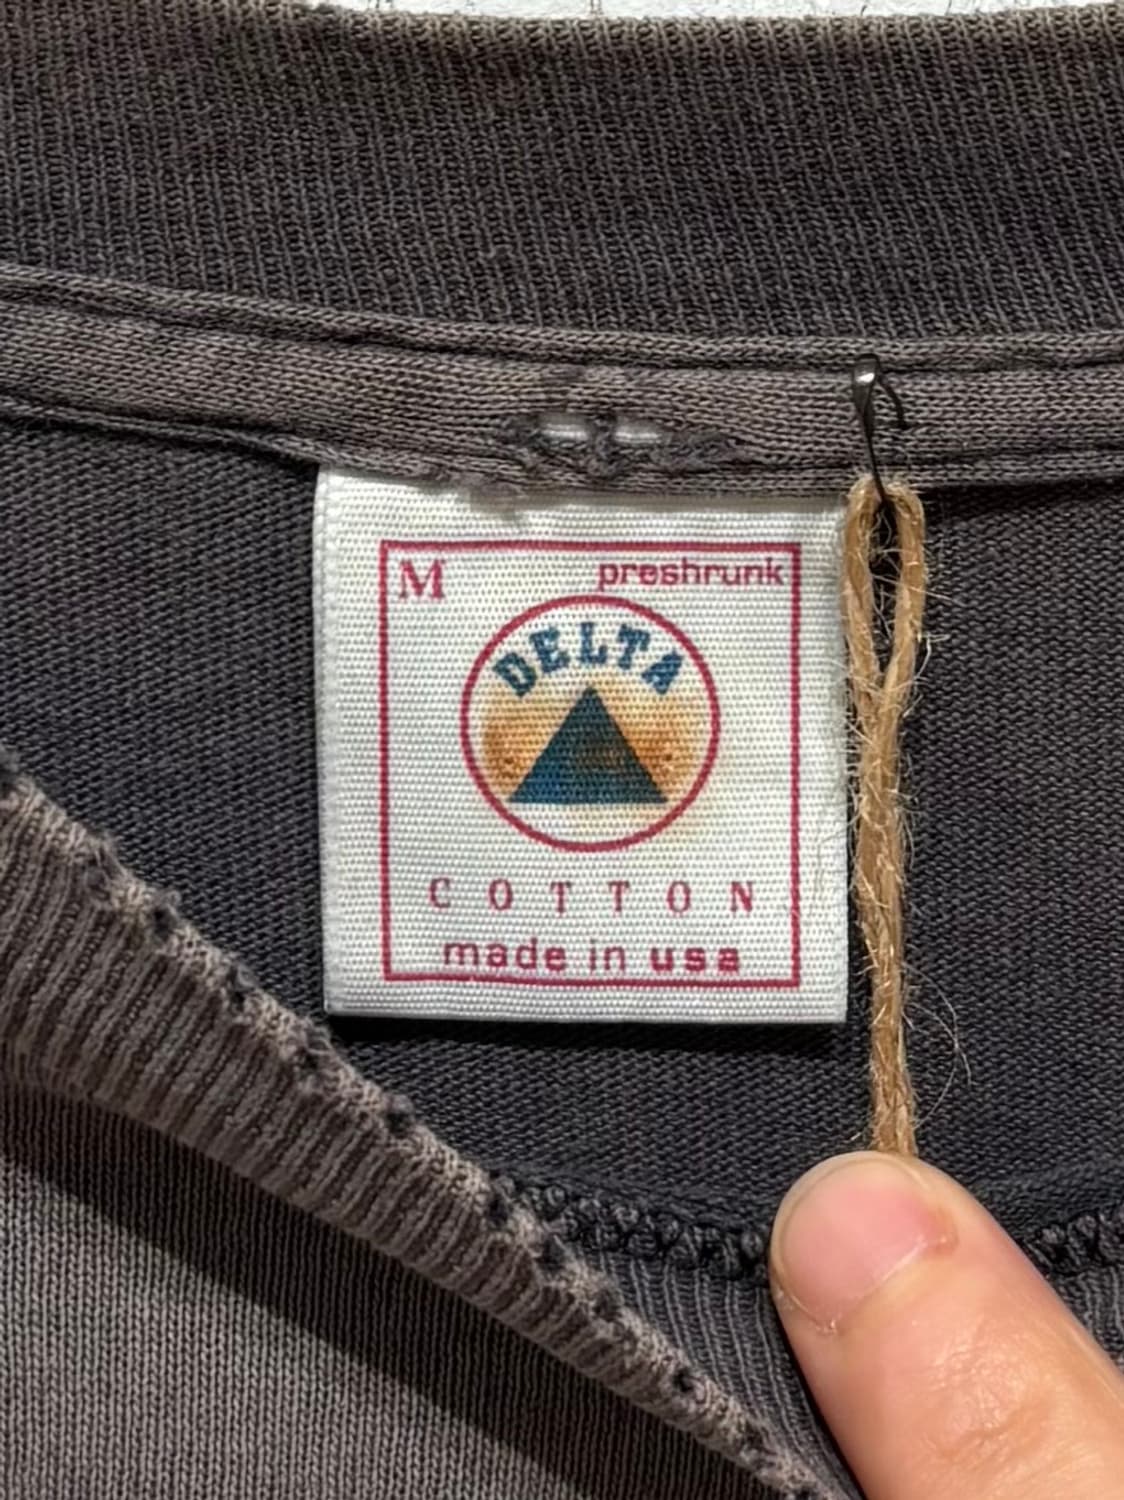 M preshrunk
DELTA
COTTON
made in usa